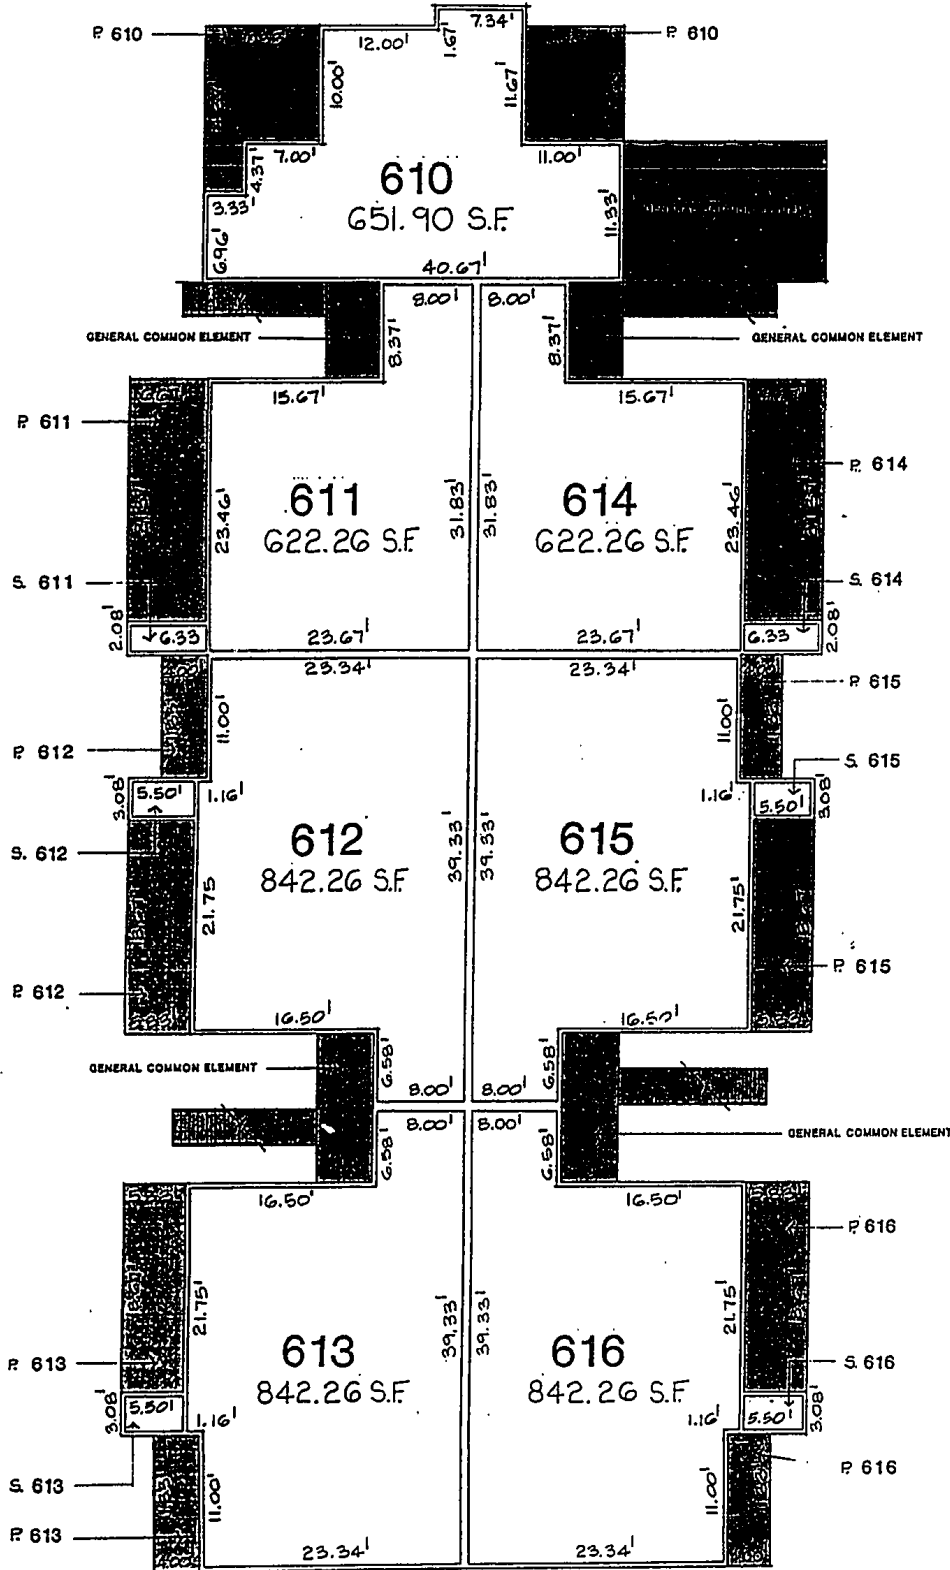 P. 610
7.34'
P. 610
12.00'
1.67'
10.00'
11.67'
7.00'
4.37'
11.00'
610
3.33'
651.90 S.F.
11.33'
6.96'
40.67'
8.00' 8.00'
GENERAL COMMON ELEMENT
8.37' 8.37'
GENERAL COMMON ELEMENT
15.67' 15.67'
P. 611
P. 614
611 614
23.46' 31.83' 31.83' 23.46'
622.26 S.F. 622.26 S.F.
S. 611
S. 614
2.08' 6.33 23.67' 23.67' 6.33 2.08'
23.34' 23.34'
P. 615
11.00' 11.00'
P. 612
S. 615
3.08' 5.50' 1.16' 1.16' 5.50' 3.08'
612 615
39.33' 39.33'
S. 612
842.26 S.F. 842.26 S.F.
21.75 21.75'
P. 615
P. 612
16.50' 16.50'
GENERAL COMMON ELEMENT
6.58' 6.58'
8.00' 8.00'
8.00' 8.00'
GENERAL COMMON ELEMENT
6.58' 6.58'
16.50' 16.50'
P. 616
21.75' 39.33' 39.33' 21.75'
613 616
P. 613
S. 616
842.26 S.F. 842.26 S.F.
3.08' 5.50' 1.16' 1.16' 5.50' 3.08'
P. 616
S. 613
11.00' 11.00'
P. 613
23.34' 23.34'